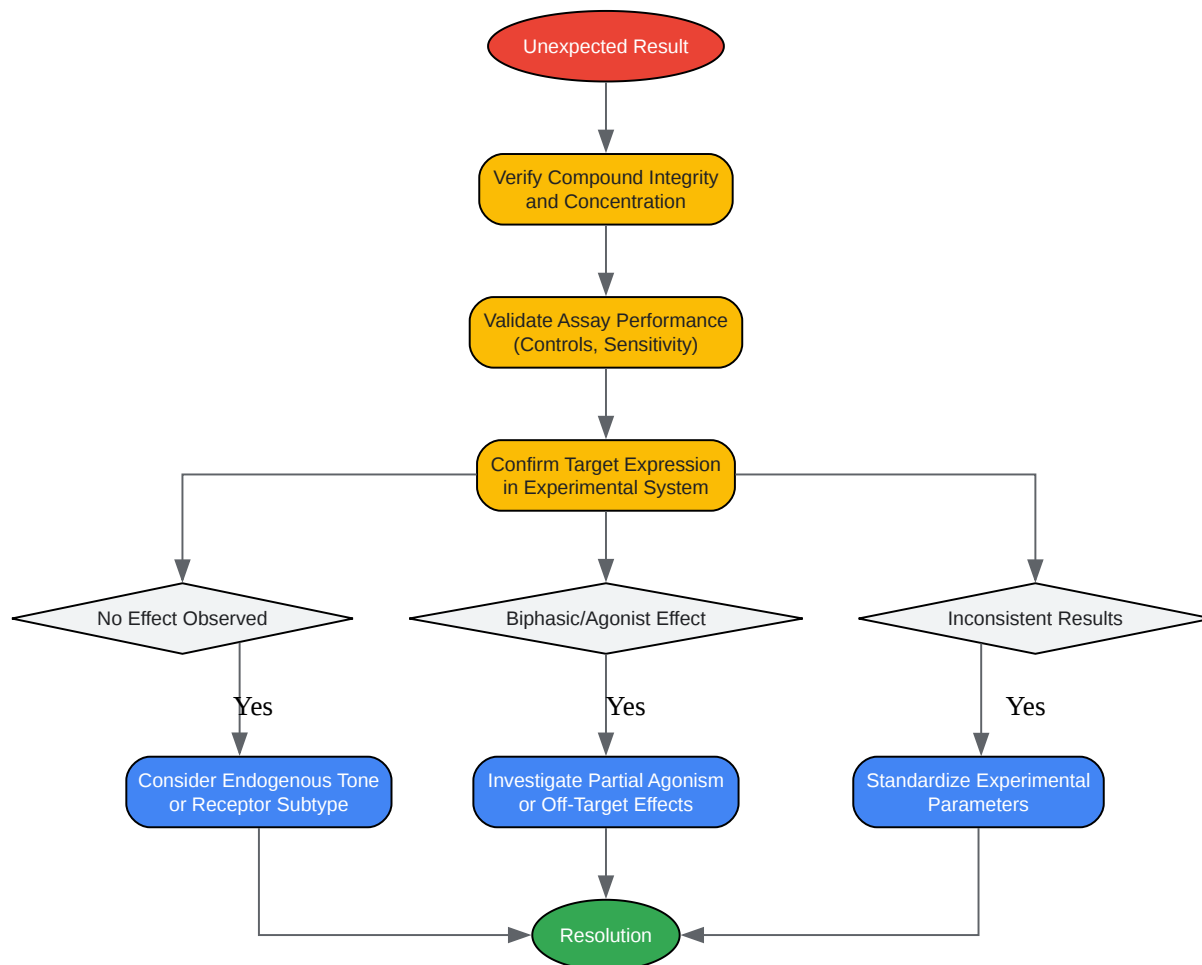 Unexpected Result
Verify Compound Integrity
and Concentration
Validate Assay Performance
(Controls, Sensitivity)
Confirm Target Expression
in Experimental System
No Effect Observed
Biphasic/Agonist Effect
Inconsistent Results
Yes
Yes
Yes
Consider Endogenous Tone
or Receptor Subtype
Investigate Partial Agonism
or Off-Target Effects
Standardize Experimental
Parameters
Resolution